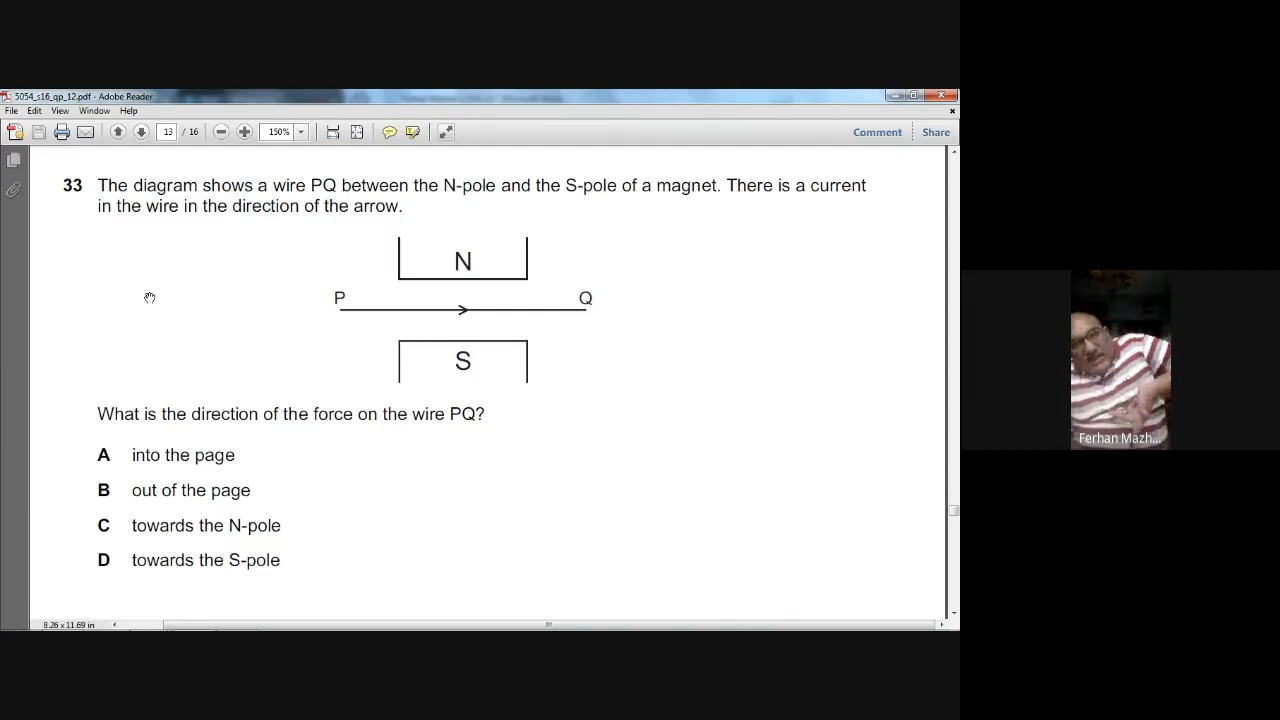 5054_s16_qp_12.pdf - Adobe Reader
File Edit View Window Help
13 / 16 150% Comment Share
33 The diagram shows a wire PQ between the N-pole and the S-pole of a magnet. There is a current
in the wire in the direction of the arrow.
N
P Q
S
What is the direction of the force on the wire PQ?
A into the page
B out of the page
C towards the N-pole
D towards the S-pole
8.26 x 11.69 in
Ferhan Mazh...